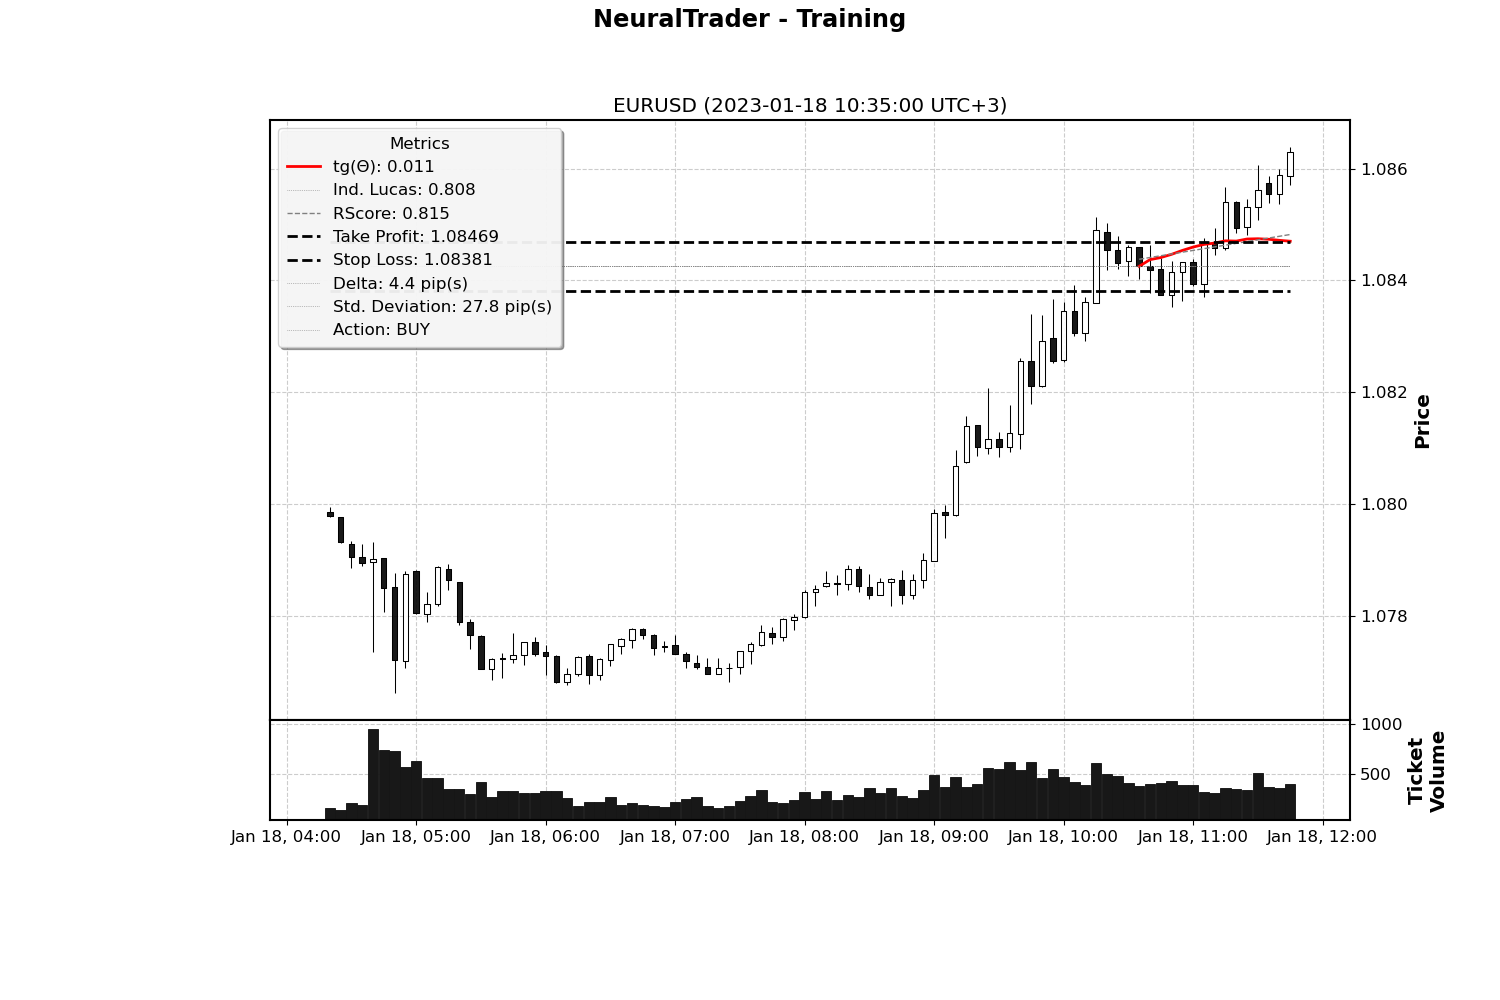 NeuralTrader - Training
EURUSD (2023-01-18 10:35:00 UTC+3)
Metrics
tg(Θ): 0.011
Ind. Lucas: 0.808
RScore: 0.815
Take Profit: 1.08469
Stop Loss: 1.08381
Delta: 4.4 pip(s)
Std. Deviation: 27.8 pip(s)
Action: BUY
1.086
1.084
1.082
1.080
1.078
Price
1000
500
Ticket
Volume
Jan 18, 04:00
Jan 18, 05:00
Jan 18, 06:00
Jan 18, 07:00
Jan 18, 08:00
Jan 18, 09:00
Jan 18, 10:00
Jan 18, 11:00
Jan 18, 12:00